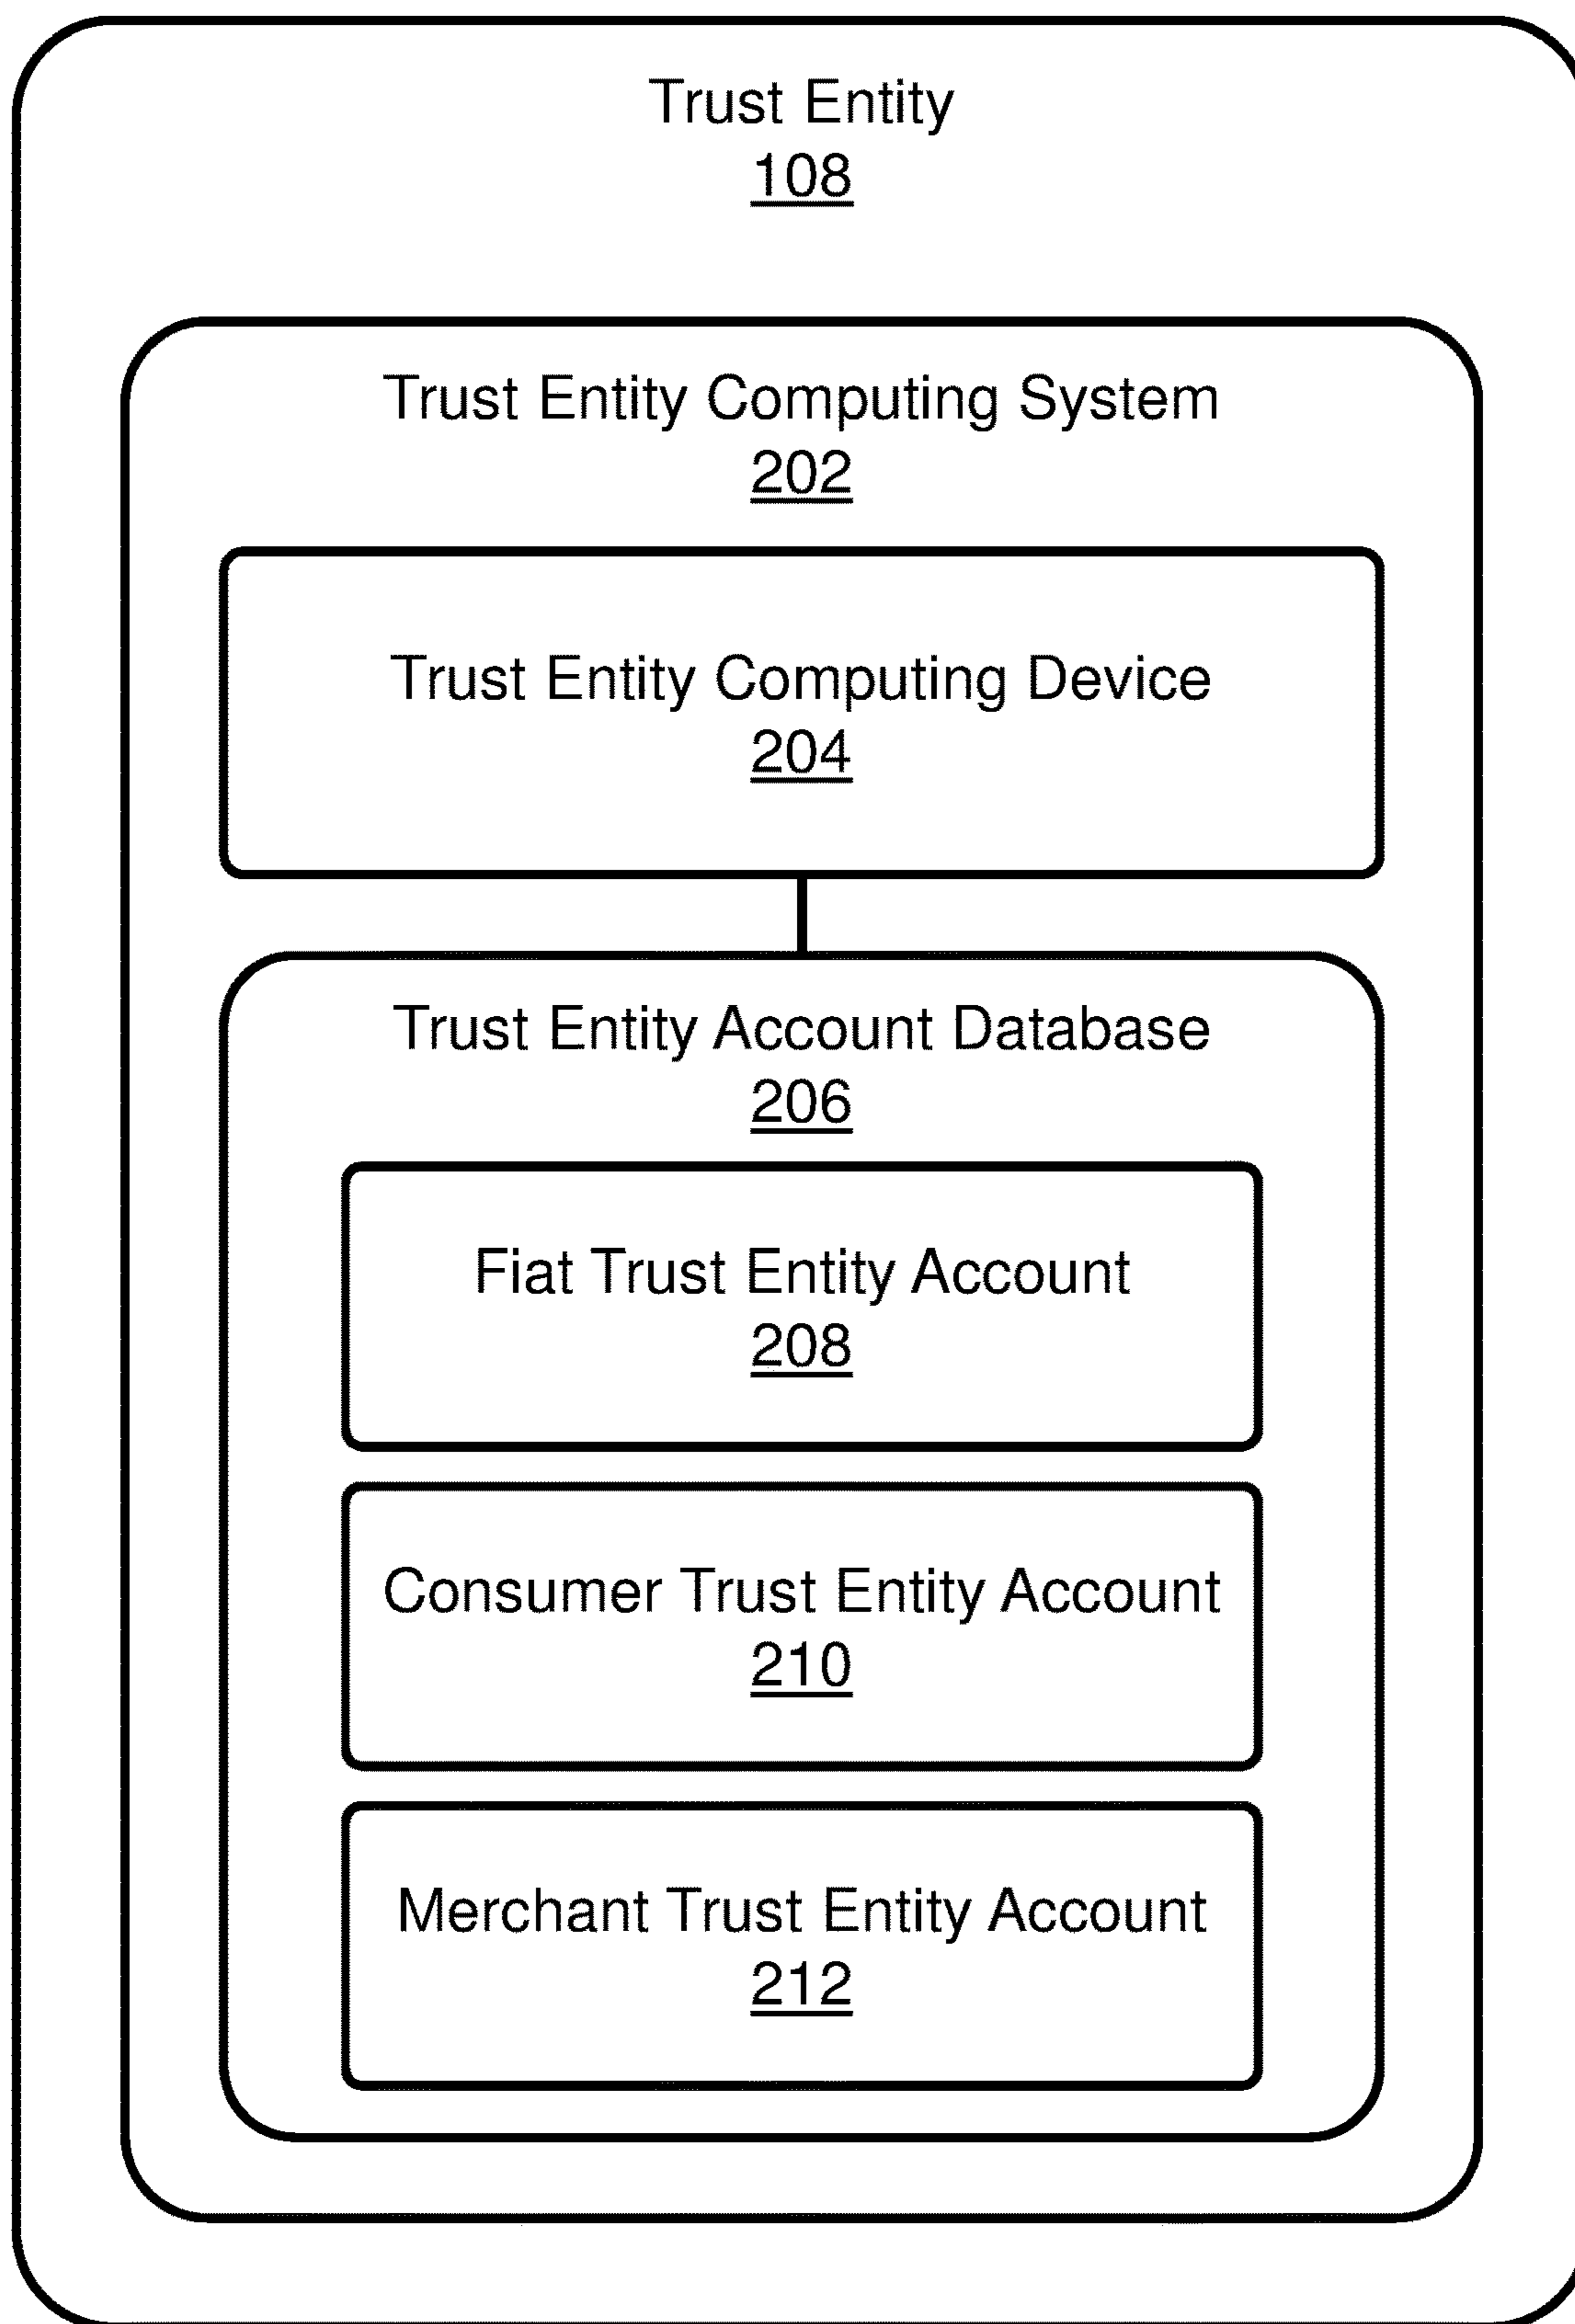 Trust Entity
108
Trust Entity Computing System
202
Trust Entity Computing Device
204
Trust Entity Account Database
206
Fiat Trust Entity Account
208
Consumer Trust Entity Account
210
Merchant Trust Entity Account
212